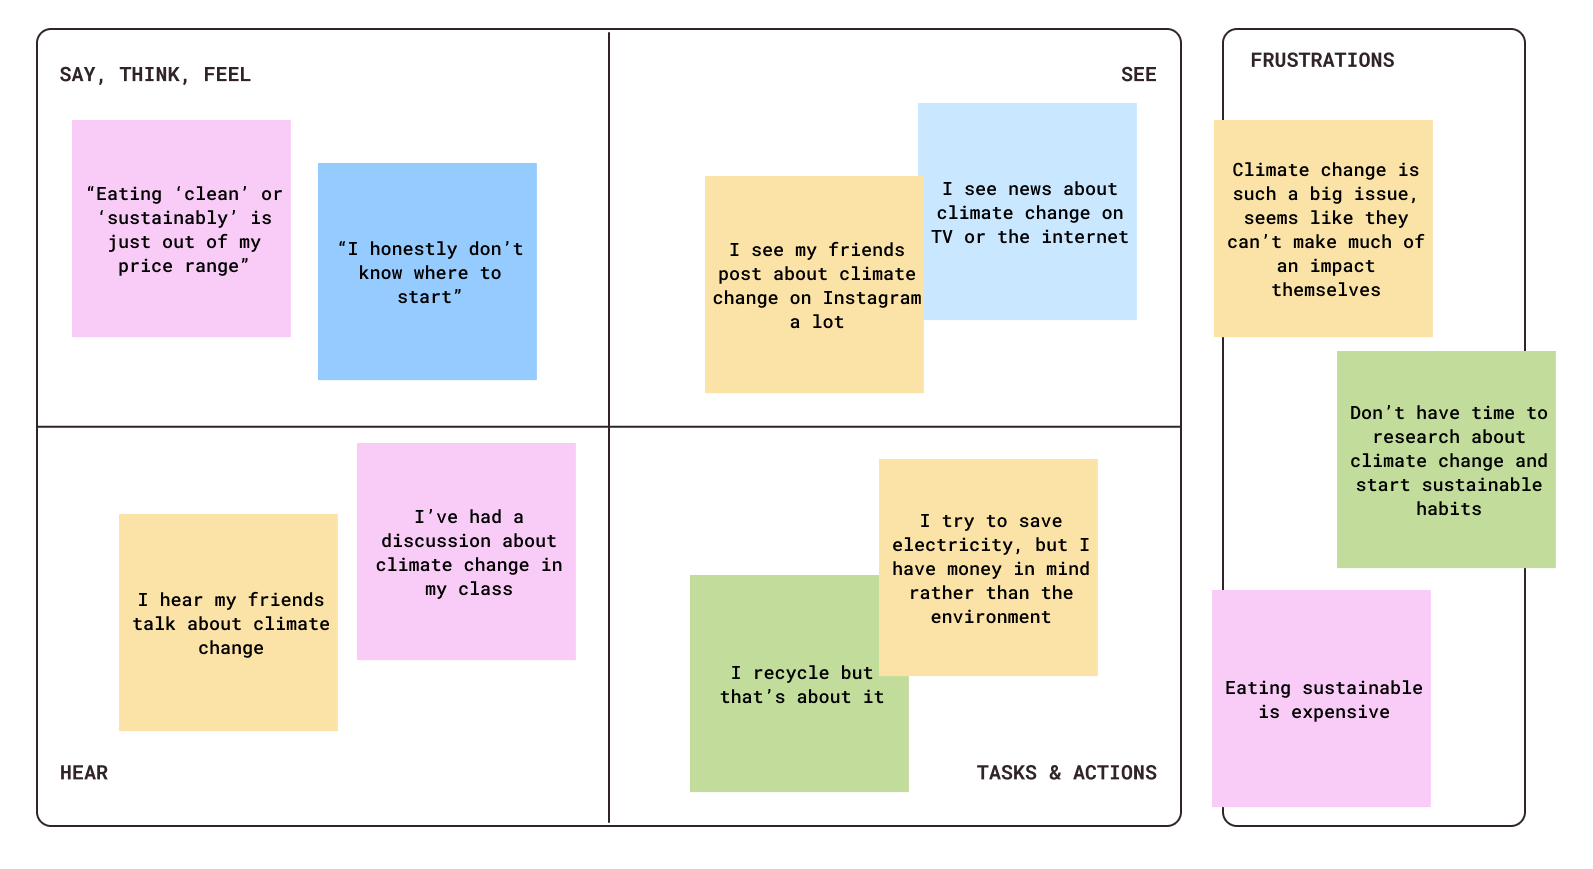 SAY, THINK, FEEL
“Eating ‘clean’ or
‘sustainably’ is
just out of my
price range”
“I honestly don’t
know where to
start”
SEE
I see my friends
post about climate
change on Instagram
a lot
I see news about
climate change on
TV or the internet
HEAR
I hear my friends
talk about climate
change
I’ve had a
discussion about
climate change in
my class
TASKS & ACTIONS
I recycle but
that’s about it
I try to save
electricity, but I
have money in mind
rather than the
environment
FRUSTRATIONS
Climate change is
such a big issue,
seems like they
can’t make much of
an impact
themselves
Don’t have time to
research about
climate change and
start sustainable
habits
Eating sustainable
is expensive